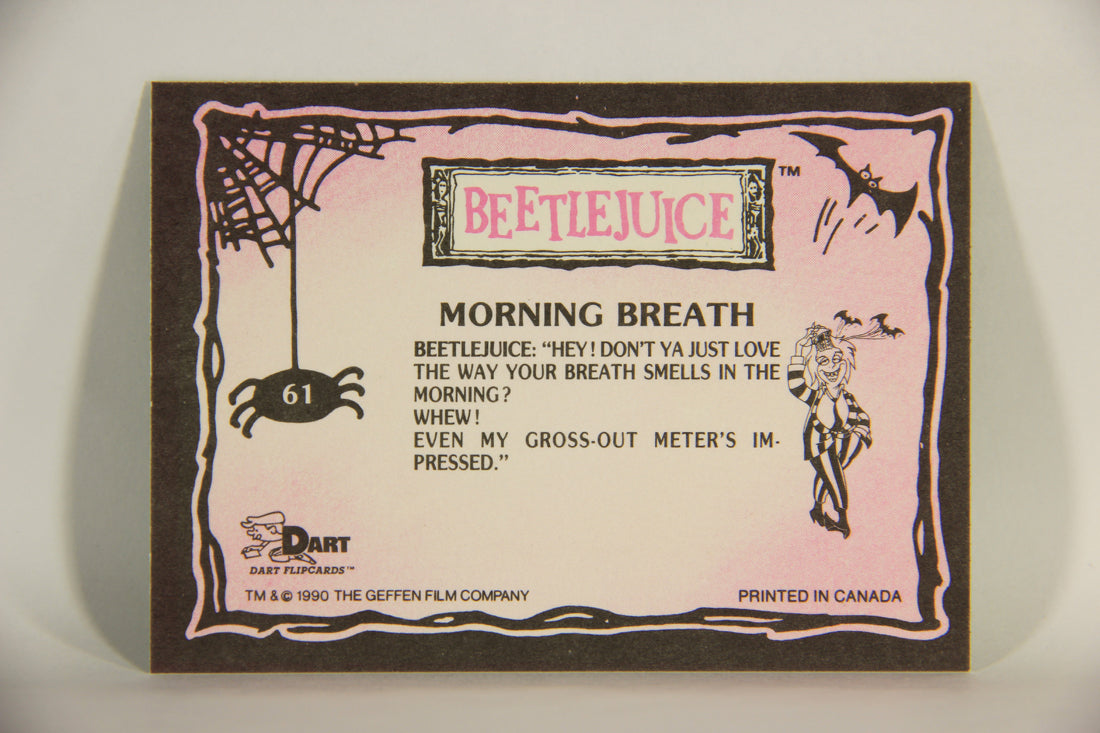 BEETLEJUICE TM
MORNING BREATH
BEETLEJUICE: “HEY! DON'T YA JUST LOVE
THE WAY YOUR BREATH SMELLS IN THE
MORNING?
WHEW!
EVEN MY GROSS-OUT METER'S IM-
PRESSED.”
61
DART
DART FLIPCARDS™
TM & © 1990 THE GEFFEN FILM COMPANY
PRINTED IN CANADA